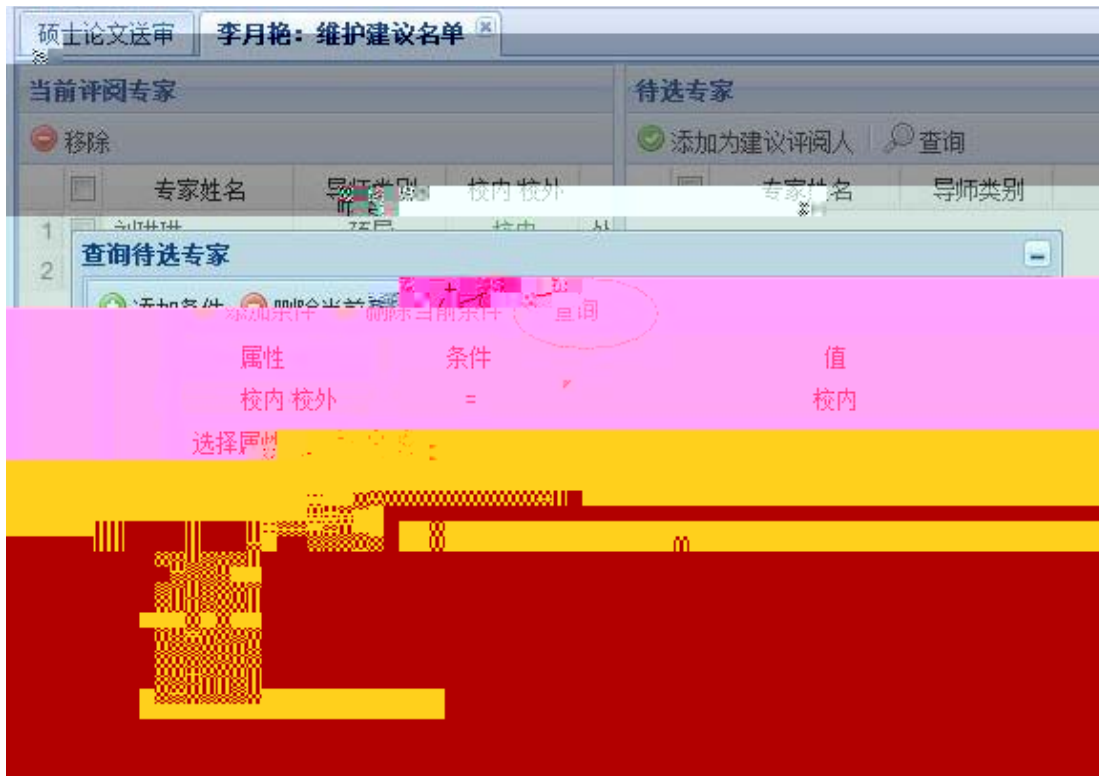 硕士论文送审 李月艳：维护建议名单
当前评阅专家 待选专家
移除 添加为建议评阅人 查询
专家姓名 导师类别 校内 校外 专家姓名 导师类别
1
2 查询待选专家
添加条件 删除当前条件 查询
属性 条件 值
校内 校外 = 校内
选择属性